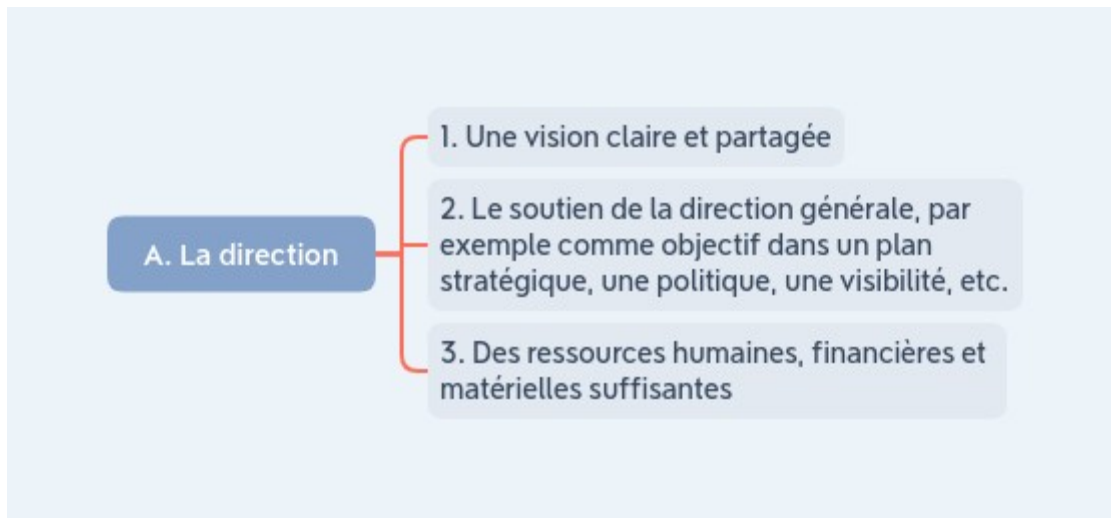 A. La direction
1. Une vision claire et partagée
2. Le soutien de la direction générale, par
exemple comme objectif dans un plan
stratégique, une politique, une visibilité, etc.
3. Des ressources humaines, financières et
matérielles suffisantes